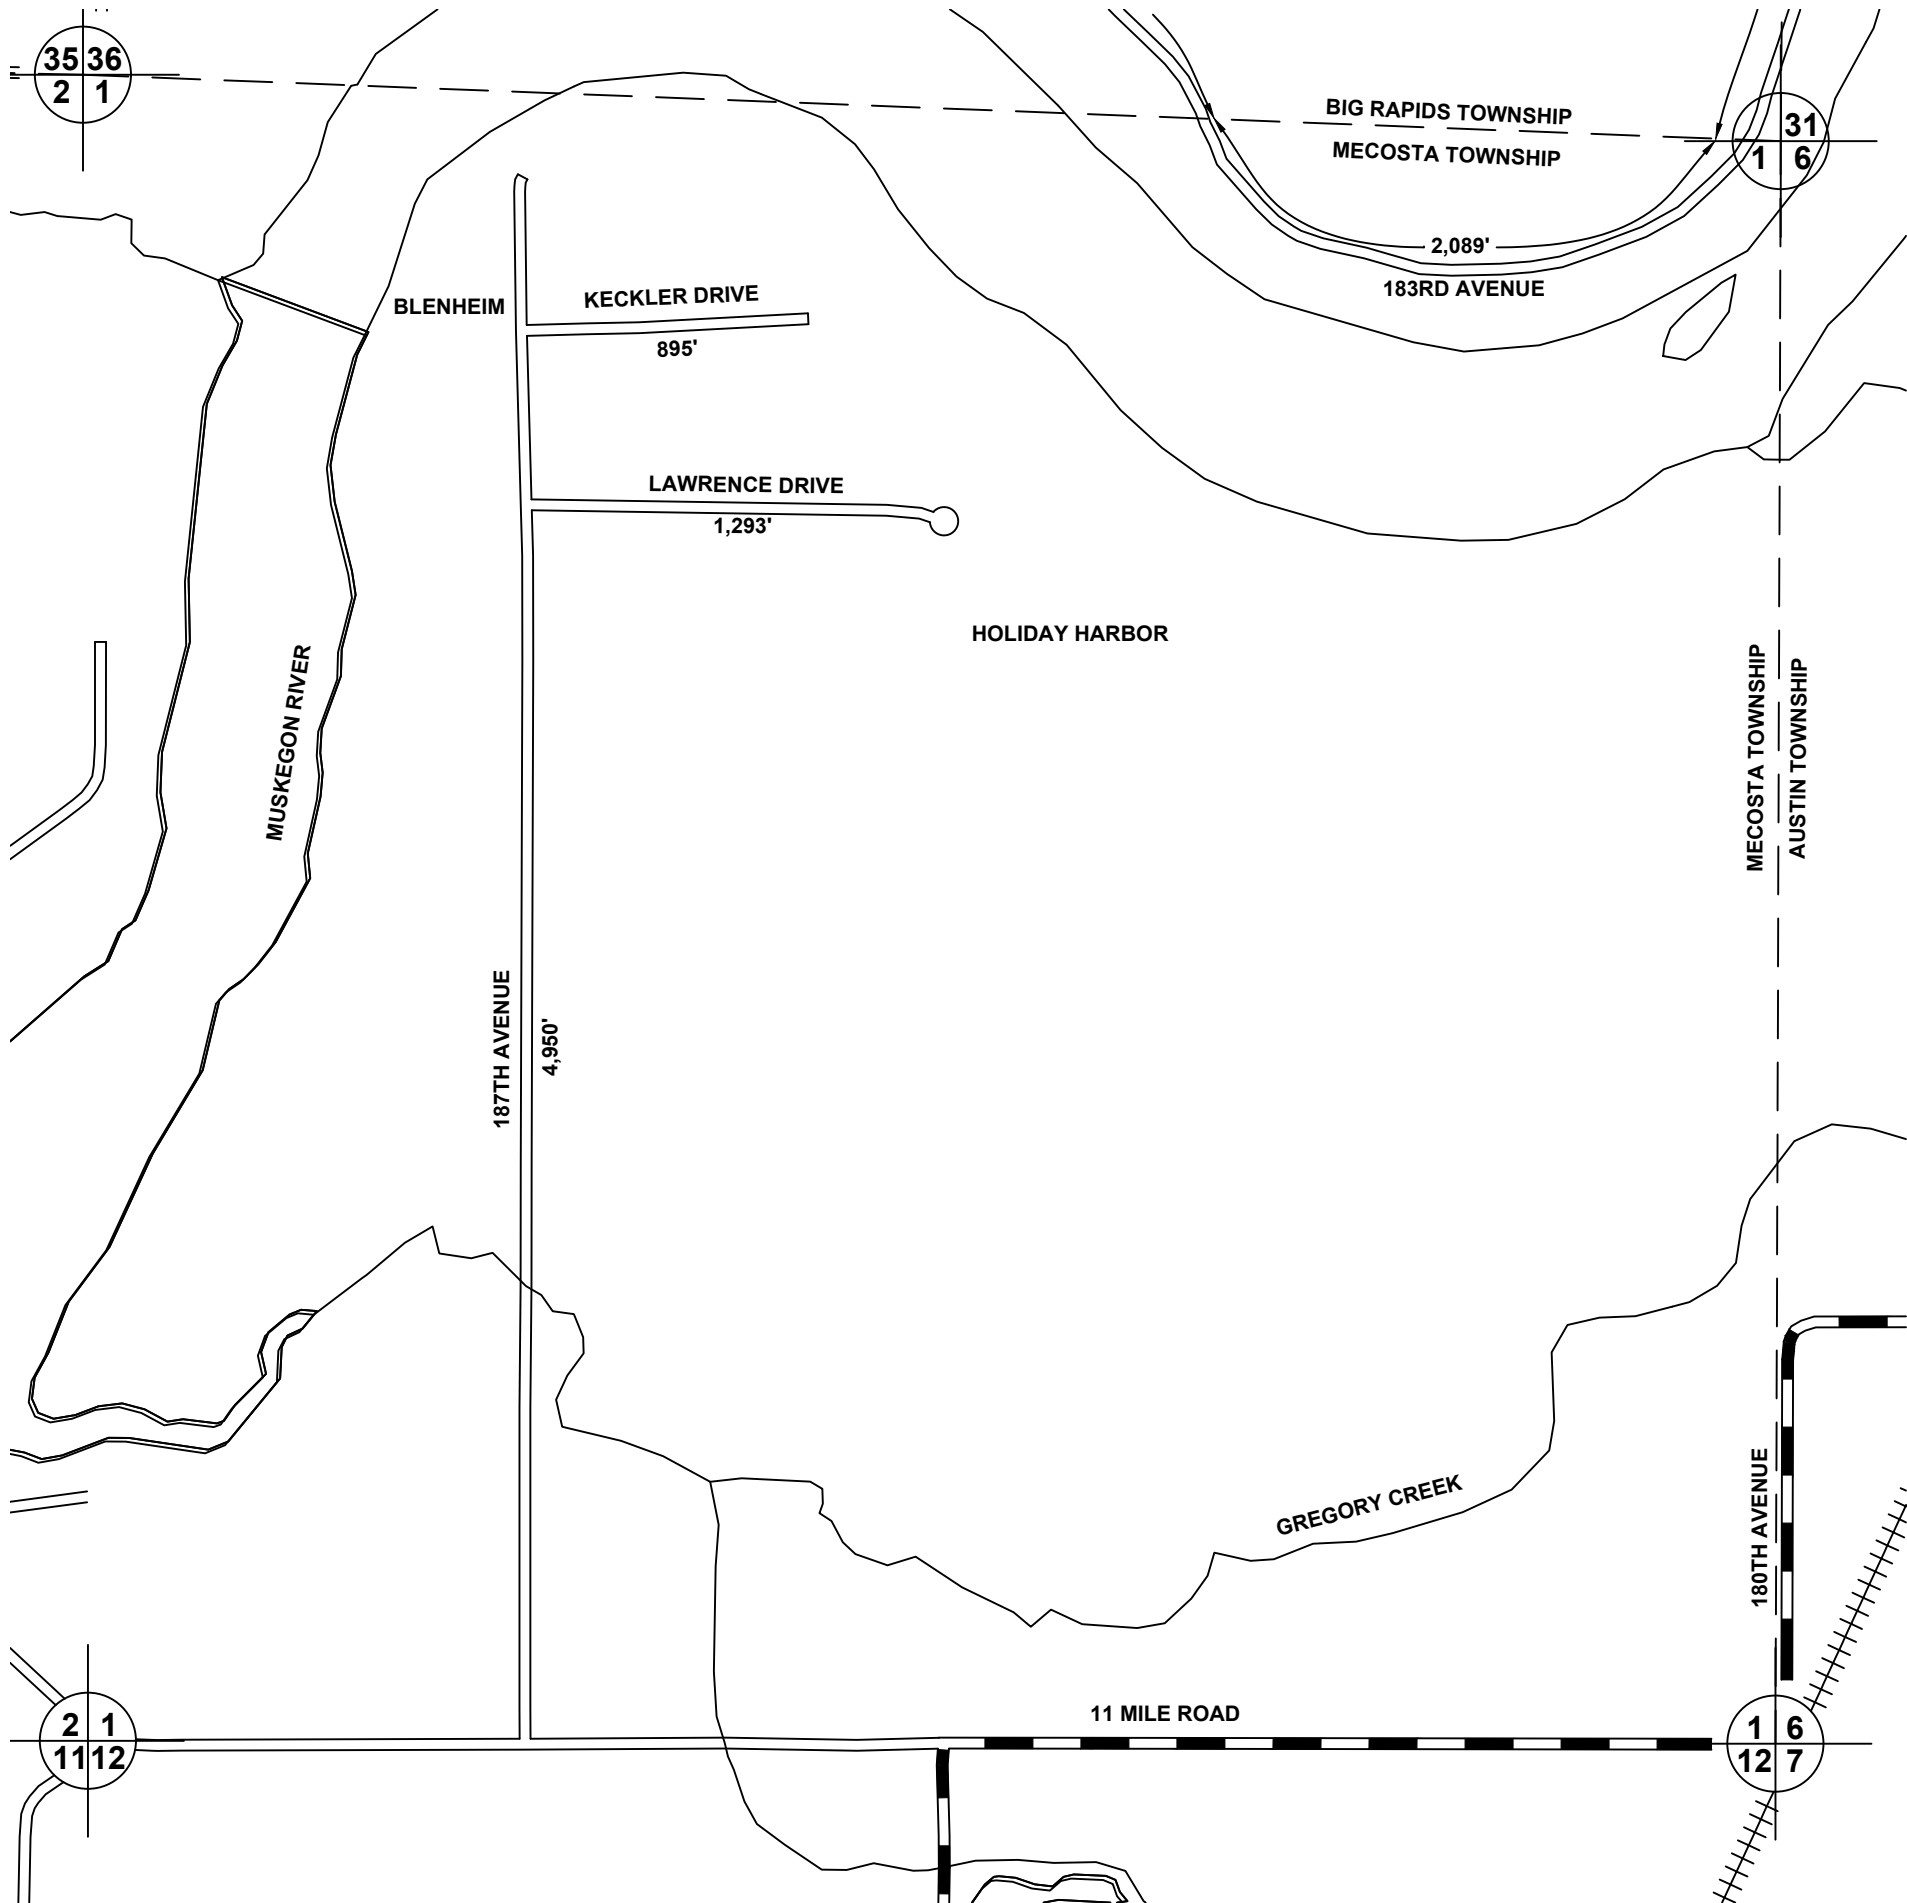 35 36
2 1
BIG RAPIDS TOWNSHIP
MECOSTA TOWNSHIP
31
1 6
2,089'
183RD AVENUE
BLENHEIM
KECKLER DRIVE
895'
LAWRENCE DRIVE
1,293'
HOLIDAY HARBOR
MUSKEGON RIVER
MECOSTA TOWNSHIP
AUSTIN TOWNSHIP
187TH AVENUE
4,950'
GREGORY CREEK
180TH AVENUE
11 MILE ROAD
2 1
11 12
1 6
12 7